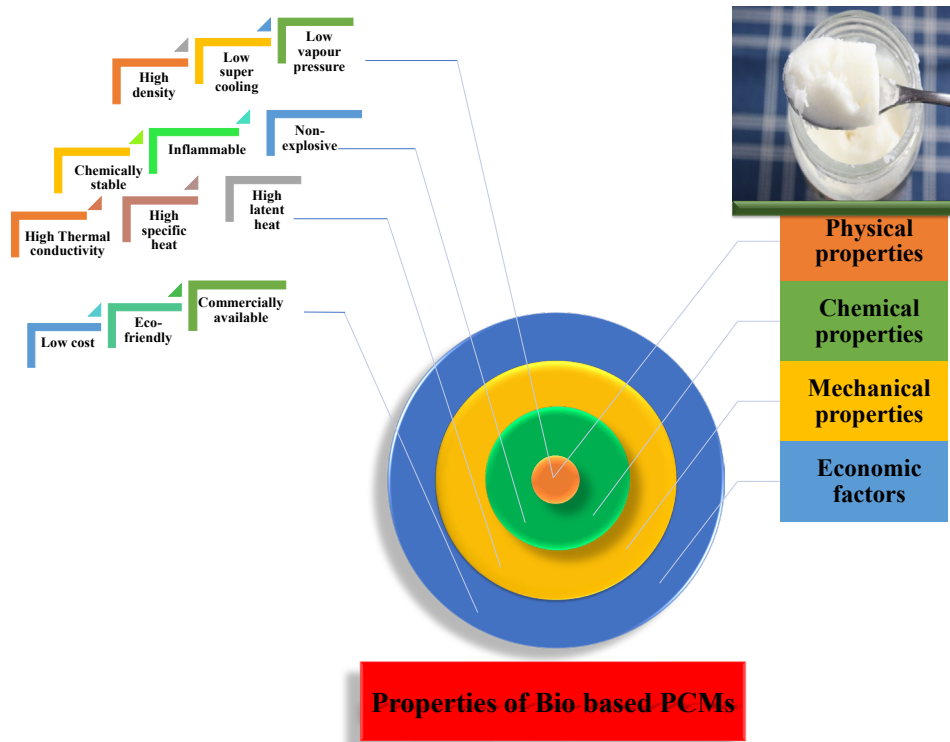 High
density
Low
super
cooling
Low
vapour
pressure
Chemically
stable
Inflammable
Non-
explosive
High Thermal
conductivity
High
specific
heat
High
latent
heat
Low cost
Eco-
friendly
Commercially
available
Physical
properties
Chemical
properties
Mechanical
properties
Economic
factors
Properties of Bio based PCMs